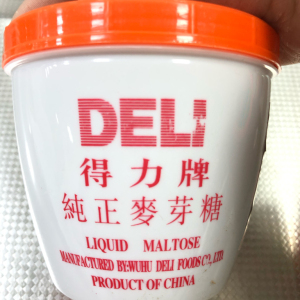 DELI
得力牌
純正麥芽糖
LIQUID MALTOSE
MANUFACTURED BY:WUHU DELI FOODS CO., LTD.
PRODUCT OF CHINA